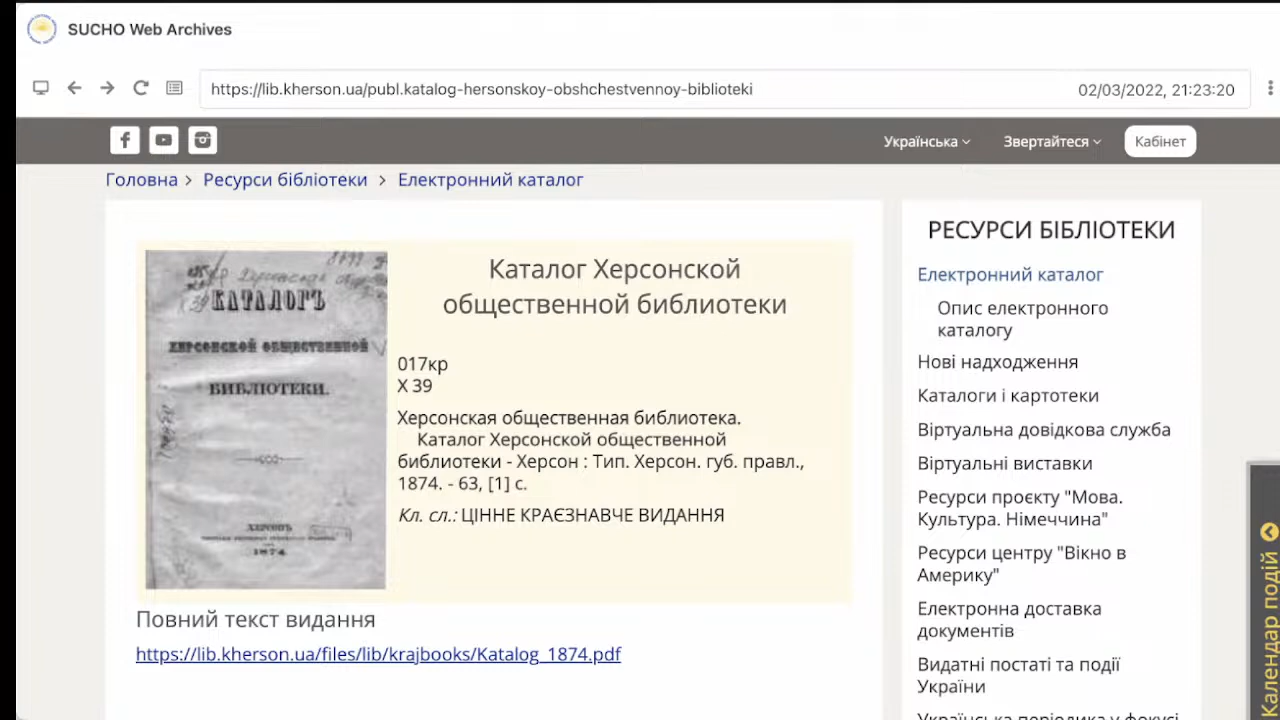 SUCHO Web Archives
https://lib.kherson.ua/publ.katalog-hersonskoy-obshchestvennoy-biblioteki
02/03/2022, 21:23:20
Українська
Звертайтеся
Кабінет
Головна > Ресурси бібліотеки > Електронний каталог
КАТАЛОГЪ
ХЕРСОНСКОЙ ОБЩЕСТВЕННОЙ
БИБЛІОТЕКИ.
ХЕРСОНЪ
1874
Каталог Херсонской
общественной библиотеки
017кр
Х 39
Херсонская общественная библиотека.
Каталог Херсонской общественной
библиотеки - Херсон : Тип. Херсон. губ. правл.,
1874. - 63, [1] с.
Кл. сл.: ЦІННЕ КРАЄЗНАВЧЕ ВИДАННЯ
Повний текст видання
https://lib.kherson.ua/files/lib/krajbooks/Katalog_1874.pdf
РЕСУРСИ БІБЛІОТЕКИ
Електронний каталог
Опис електронного
каталогу
Нові надходження
Каталоги і картотеки
Віртуальна довідкова служба
Віртуальні виставки
Ресурси проєкту "Мова.
Культура. Німеччина"
Ресурси центру "Вікно в
Америку"
Електронна доставка
документів
Видатні постаті та події
України
Українська періодика у фокусі
Календар подій